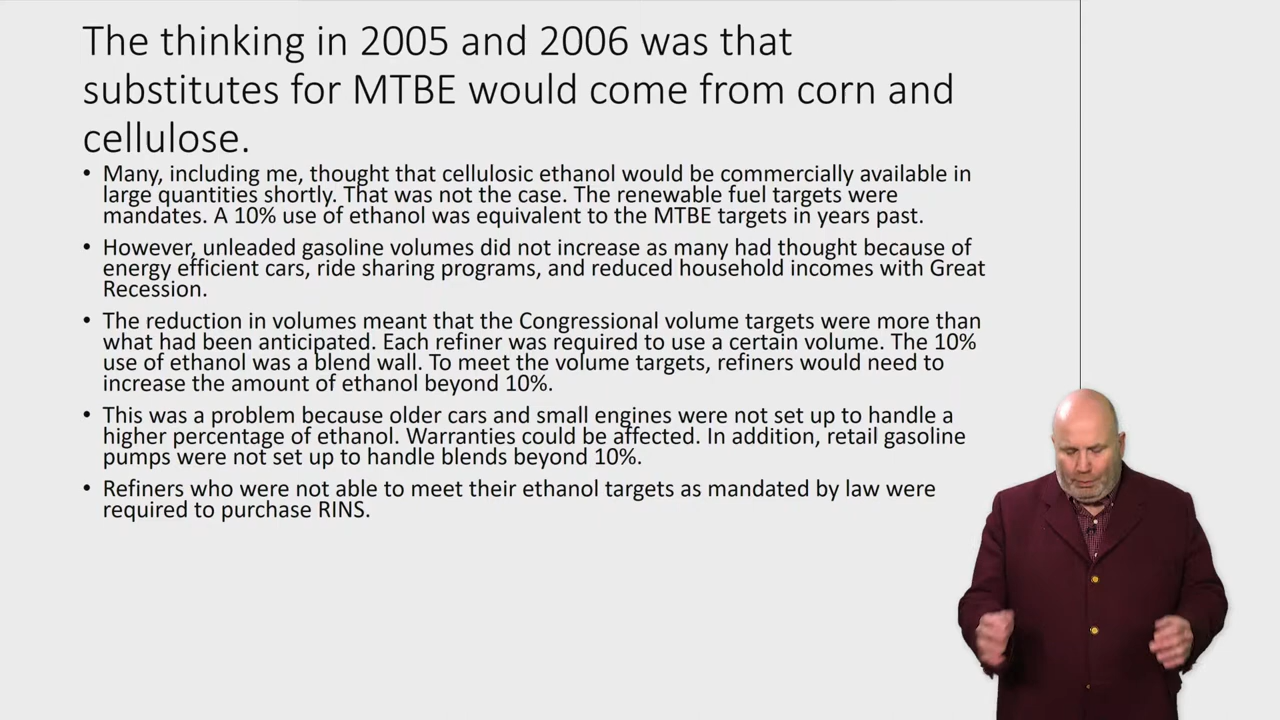 The thinking in 2005 and 2006 was that
substitutes for MTBE would come from corn and
cellulose.
• Many, including me, thought that cellulosic ethanol would be commercially available in
large quantities shortly. That was not the case. The renewable fuel targets were
mandates. A 10% use of ethanol was equivalent to the MTBE targets in years past.
• However, unleaded gasoline volumes did not increase as many had thought because of
energy efficient cars, ride sharing programs, and reduced household incomes with Great
Recession.
• The reduction in volumes meant that the Congressional volume targets were more than
what had been anticipated. Each refiner was required to use a certain volume. The 10%
use of ethanol was a blend wall. To meet the volume targets, refiners would need to
increase the amount of ethanol beyond 10%.
• This was a problem because older cars and small engines were not set up to handle a
higher percentage of ethanol. Warranties could be affected. In addition, retail gasoline
pumps were not set up to handle blends beyond 10%.
• Refiners who were not able to meet their ethanol targets as mandated by law were
required to purchase RINS.